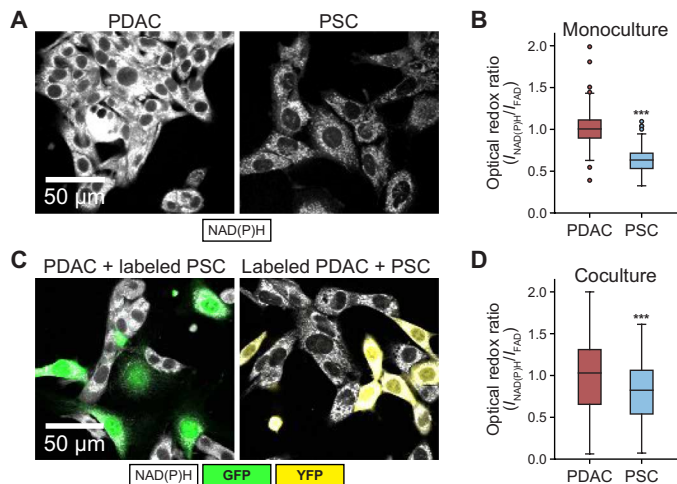 A
PDAC
PSC
50 µm
NAD(P)H
B
Monoculture
Optical redox ratio
(I_NAD(P)H/I_FAD)
2.0
1.5
1.0
0.5
0.0
***
PDAC
PSC
C
PDAC + labeled PSC
Labeled PDAC + PSC
50 µm
NAD(P)H
GFP
YFP
D
Coculture
Optical redox ratio
(I_NAD(P)H/I_FAD)
2.0
1.5
1.0
0.5
0.0
***
PDAC
PSC